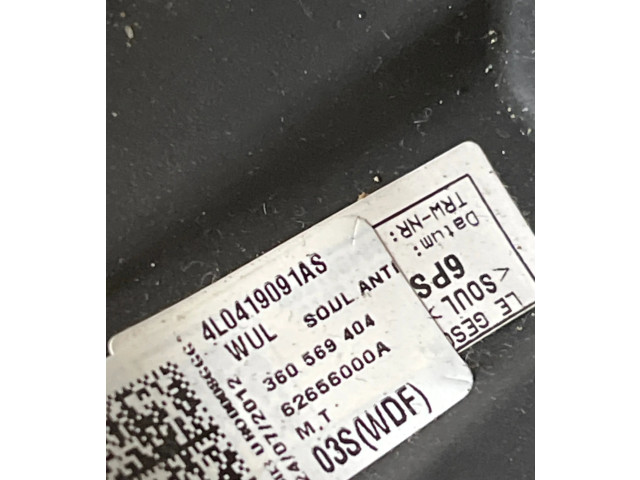 4L0419091AS
WUL SOUL ANTI
360 569 404
62656000A
M.T.
03S(WDF)
24/07/2012
LE GESC
< SOUL
6PS
Datum:
TRW-NR: